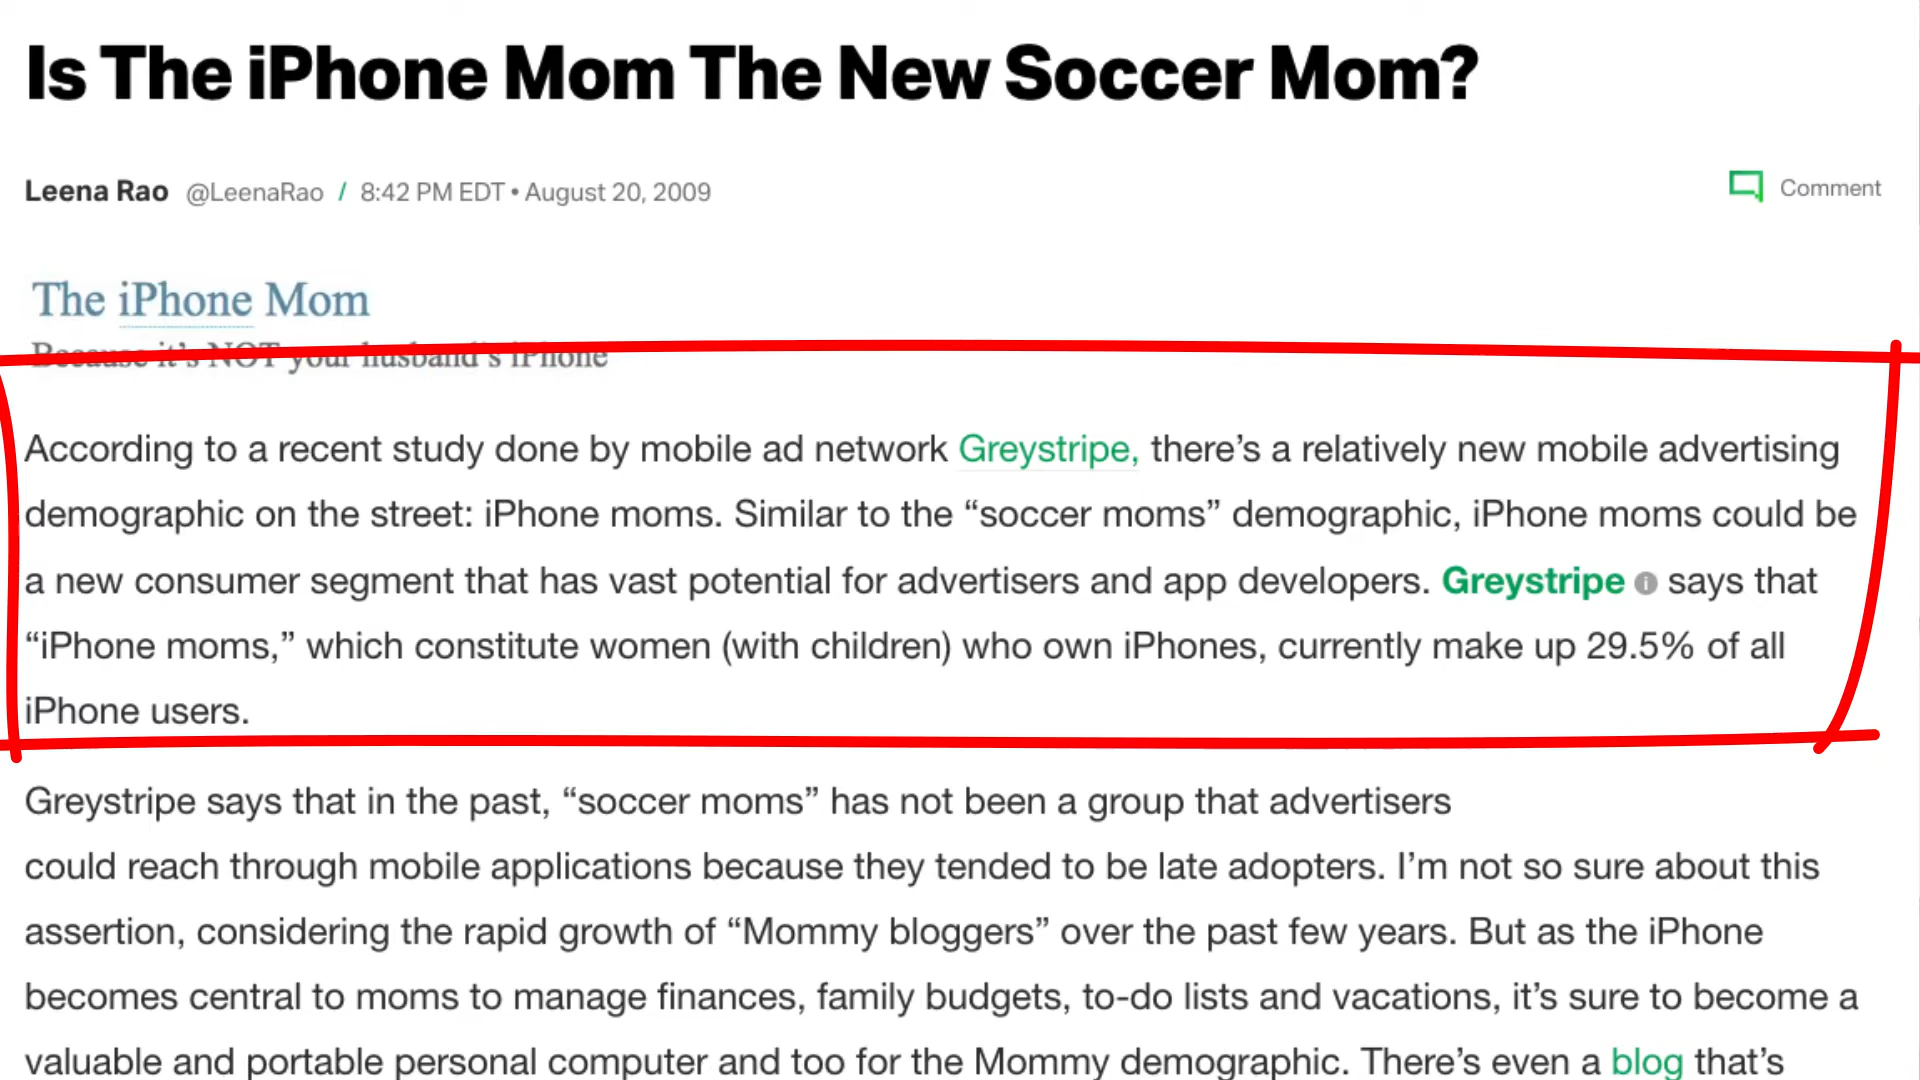 Is The iPhone Mom The New Soccer Mom?
Leena Rao @LeenaRao / 8:42 PM EDT • August 20, 2009
Comment
The iPhone Mom
Because it's NOT your husband's iPhone
According to a recent study done by mobile ad network Greystripe, there’s a relatively new mobile advertising
demographic on the street: iPhone moms. Similar to the “soccer moms” demographic, iPhone moms could be
a new consumer segment that has vast potential for advertisers and app developers. Greystripe i says that
“iPhone moms,” which constitute women (with children) who own iPhones, currently make up 29.5% of all
iPhone users.
Greystripe says that in the past, “soccer moms” has not been a group that advertisers
could reach through mobile applications because they tended to be late adopters. I’m not so sure about this
assertion, considering the rapid growth of “Mommy bloggers” over the past few years. But as the iPhone
becomes central to moms to manage finances, family budgets, to-do lists and vacations, it’s sure to become a
valuable and portable personal computer and too for the Mommy demographic. There’s even a blog that’s